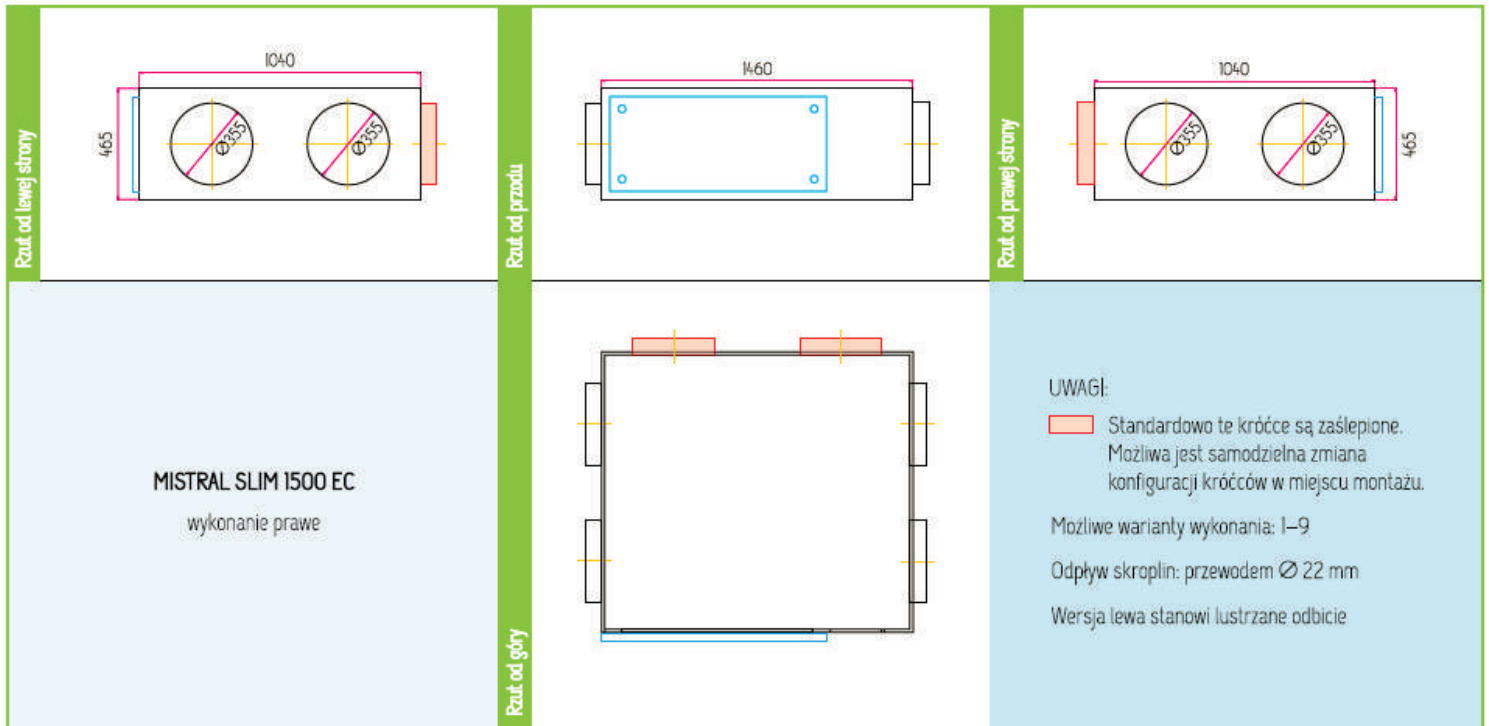 Rzut od lewej strony
1040
465
Ø355
Ø355
Rzut od przodu
1460
Rzut od prawej strony
1040
465
Ø355
Ø355
MISTRAL SLIM 1500 EC
wykonanie prawe
Rzut od góry
UWAGI:
Standardowo te króćce są zaślepione.
Możliwa jest samodzielna zmiana
konfiguracji króćców w miejscu montażu.
Możliwe warianty wykonania: 1–9
Odpływ skroplin: przewodem Ø 22 mm
Wersja lewa stanowi lustrzane odbicie